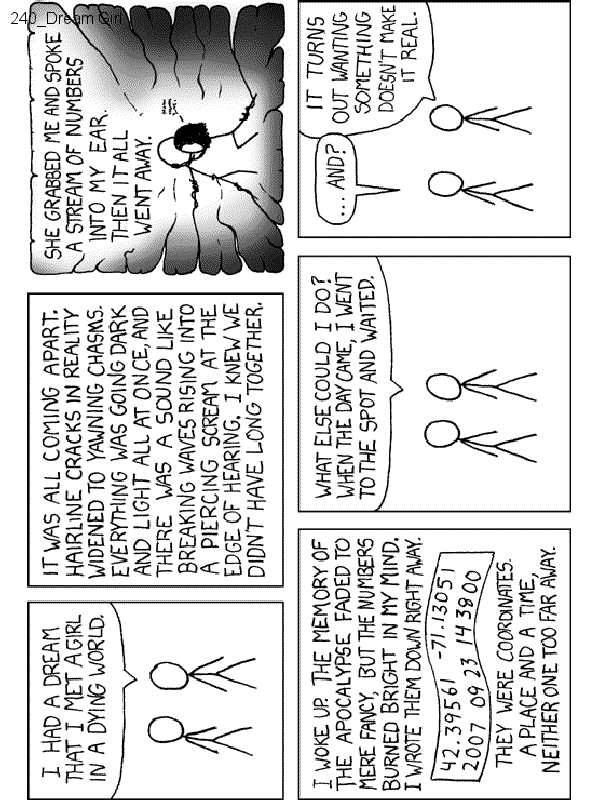 240_Dream Girl
I HAD A DREAM
THAT I MET A GIRL
IN A DYING WORLD.
IT WAS ALL COMING APART.
HAIRLINE CRACKS IN REALITY
WIDENED TO YAWNING CHASMS.
EVERYTHING WAS GOING DARK
AND LIGHT ALL AT ONCE, AND
THERE WAS A SOUND LIKE
BREAKING WAVES RISING INTO
A PIERCING SCREAM AT THE
EDGE OF HEARING. I KNEW WE
DIDN'T HAVE LONG TOGETHER.
SHE GRABBED ME AND SPOKE
A STREAM OF NUMBERS
INTO MY EAR.
THEN IT ALL
WENT AWAY.
I WOKE UP. THE MEMORY OF
THE APOCALYPSE FADED TO
MERE FANCY, BUT THE NUMBERS
BURNED BRIGHT IN MY MIND.
I WROTE THEM DOWN RIGHT AWAY.
42.39561 -71.13051
2007 09 23 143800
THEY WERE COORDINATES.
A PLACE AND A TIME,
NEITHER ONE TOO FAR AWAY.
WHAT ELSE COULD I DO?
WHEN THE DAY CAME, I WENT
TO THE SPOT AND WAITED.
... AND?
IT TURNS
OUT WANTING
SOMETHING
DOESN'T MAKE
IT REAL.